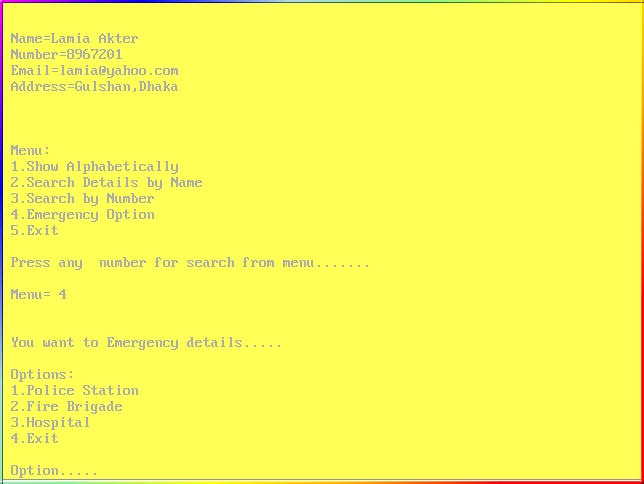 Name=Lamia Akter
Number=8967201
Email=lamia@yahoo.com
Address=Gulshan,Dhaka
Menu:
1.Show Alphabetically
2.Search Details by Name
3.Search by Number
4.Emergency Option
5.Exit
Press any  number for search from menu.......
Menu= 4
You want to Emergency details.....
Options:
1.Police Station
2.Fire Brigade
3.Hospital
4.Exit
Option.....